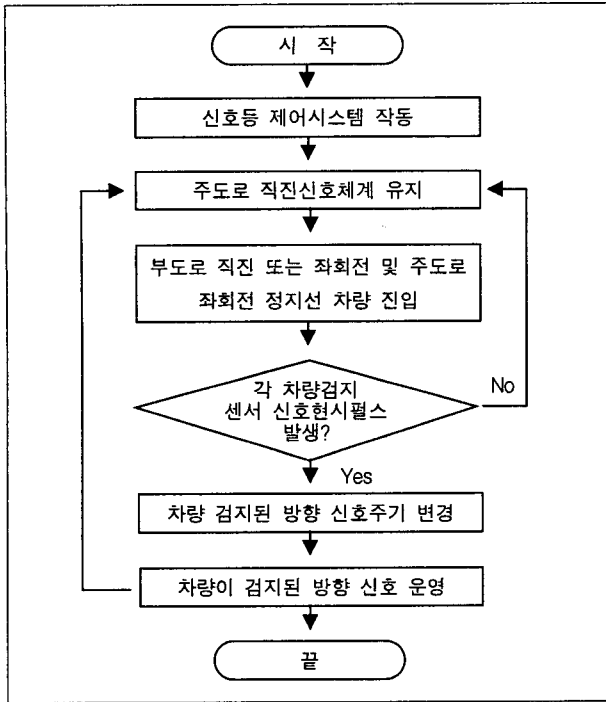 시 작
신호등 제어시스템 작동
주도로 직진신호체계 유지
부도로 직진 또는 좌회전 및 주도로
좌회전 정지선 차량 진입
각 차량검지
센서 신호현시펄스
발생?
No
Yes
차량 검지된 방향 신호주기 변경
차량이 검지된 방향 신호 운영
끝